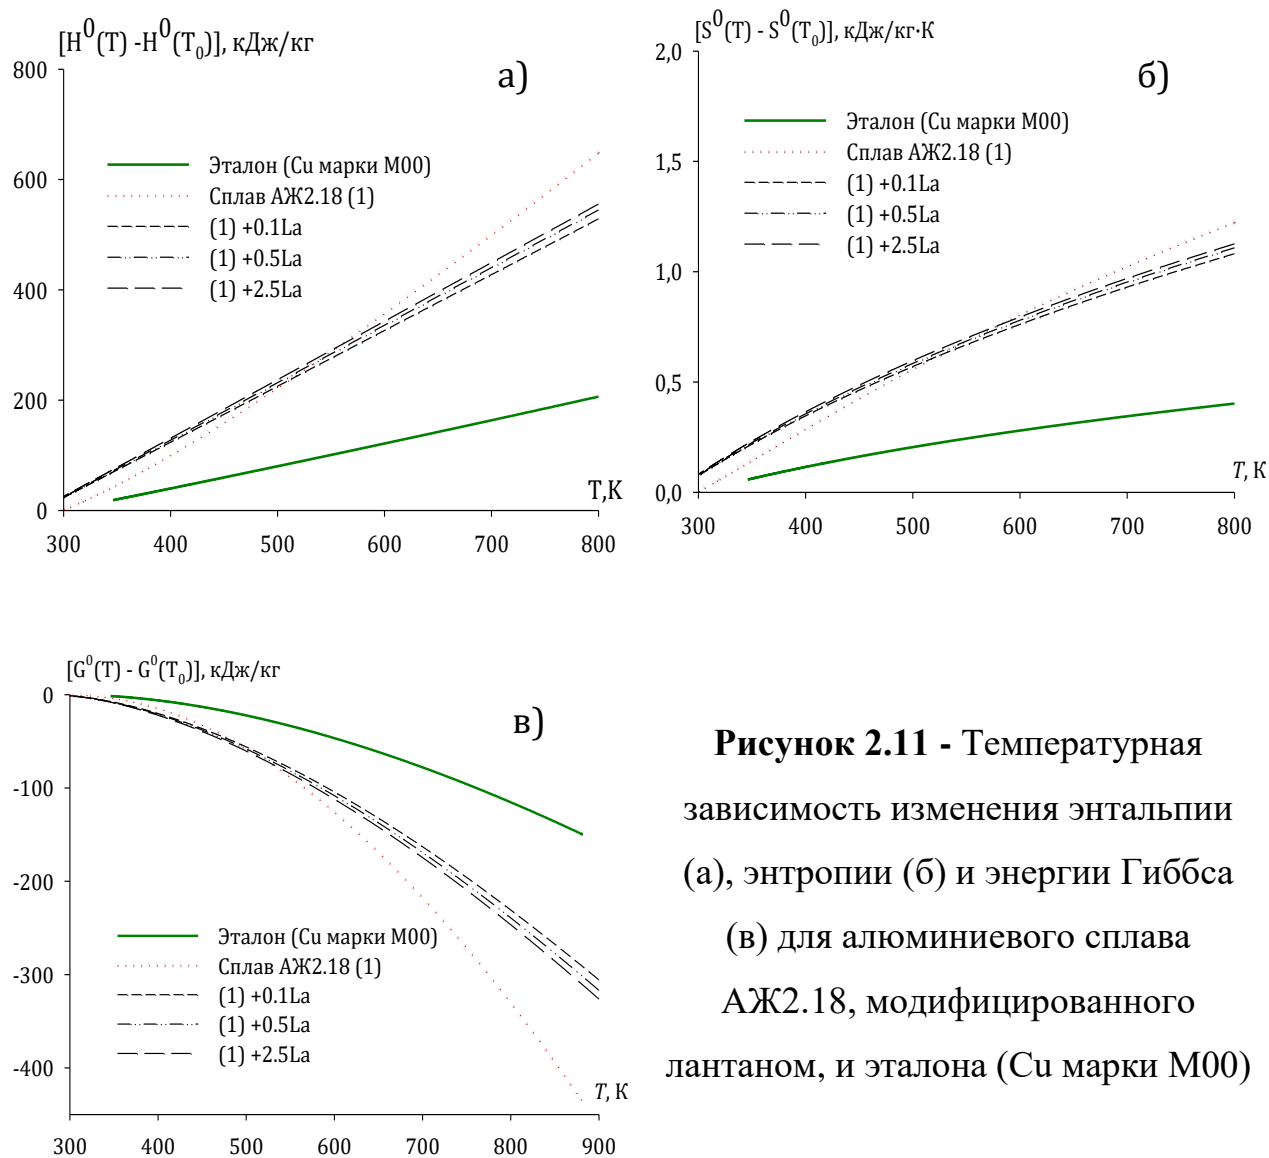 [H⁰(T) -H⁰(T₀)], кДж/кг
а)
800
600
400
200
0
Эталон (Cu марки М00)
Сплав АЖ2.18 (1)
(1) +0.1La
(1) +0.5La
(1) +2.5La
T,K
300 400 500 600 700 800
[S⁰(T) - S⁰(T₀)], кДж/кг·К
б)
2,0
1,5
1,0
0,5
0,0
Эталон (Cu марки М00)
Сплав АЖ2.18 (1)
(1) +0.1La
(1) +0.5La
(1) +2.5La
T, К
300 400 500 600 700 800
[G⁰(T) - G⁰(T₀)], кДж/кг
в)
0
-100
-200
-300
-400
Эталон (Cu марки М00)
Сплав АЖ2.18 (1)
(1) +0.1La
(1) +0.5La
(1) +2.5La
T, К
300 400 500 600 700 800 900
Рисунок 2.11 - Температурная
зависимость изменения энтальпии
(а), энтропии (б) и энергии Гиббса
(в) для алюминиевого сплава
АЖ2.18, модифицированного
лантаном, и эталона (Cu марки М00)